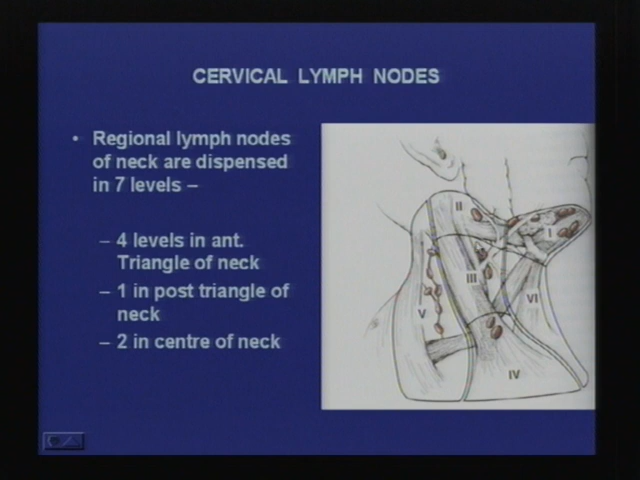 CERVICAL LYMPH NODES
• Regional lymph nodes
of neck are dispensed
in 7 levels –
– 4 levels in ant.
Triangle of neck
– 1 in post triangle of
neck
– 2 in centre of neck
II
I
III
VI
V
IV